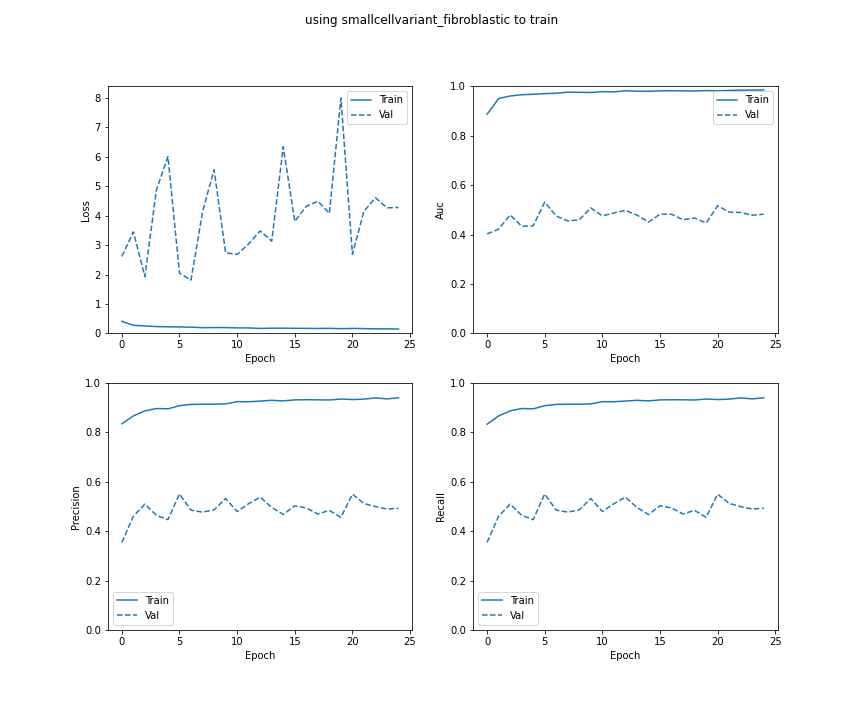 using smallcellvariant_fibroblastic to train
8
7
6
5
4
3
2
1
0
Loss
0 5 10 15 20 25
Epoch
Train
Val
1.0
0.8
0.6
0.4
0.2
0.0
Auc
0 5 10 15 20 25
Epoch
Train
Val
1.0
0.8
0.6
0.4
0.2
0.0
Precision
0 5 10 15 20 25
Epoch
Train
Val
1.0
0.8
0.6
0.4
0.2
0.0
Recall
0 5 10 15 20 25
Epoch
Train
Val